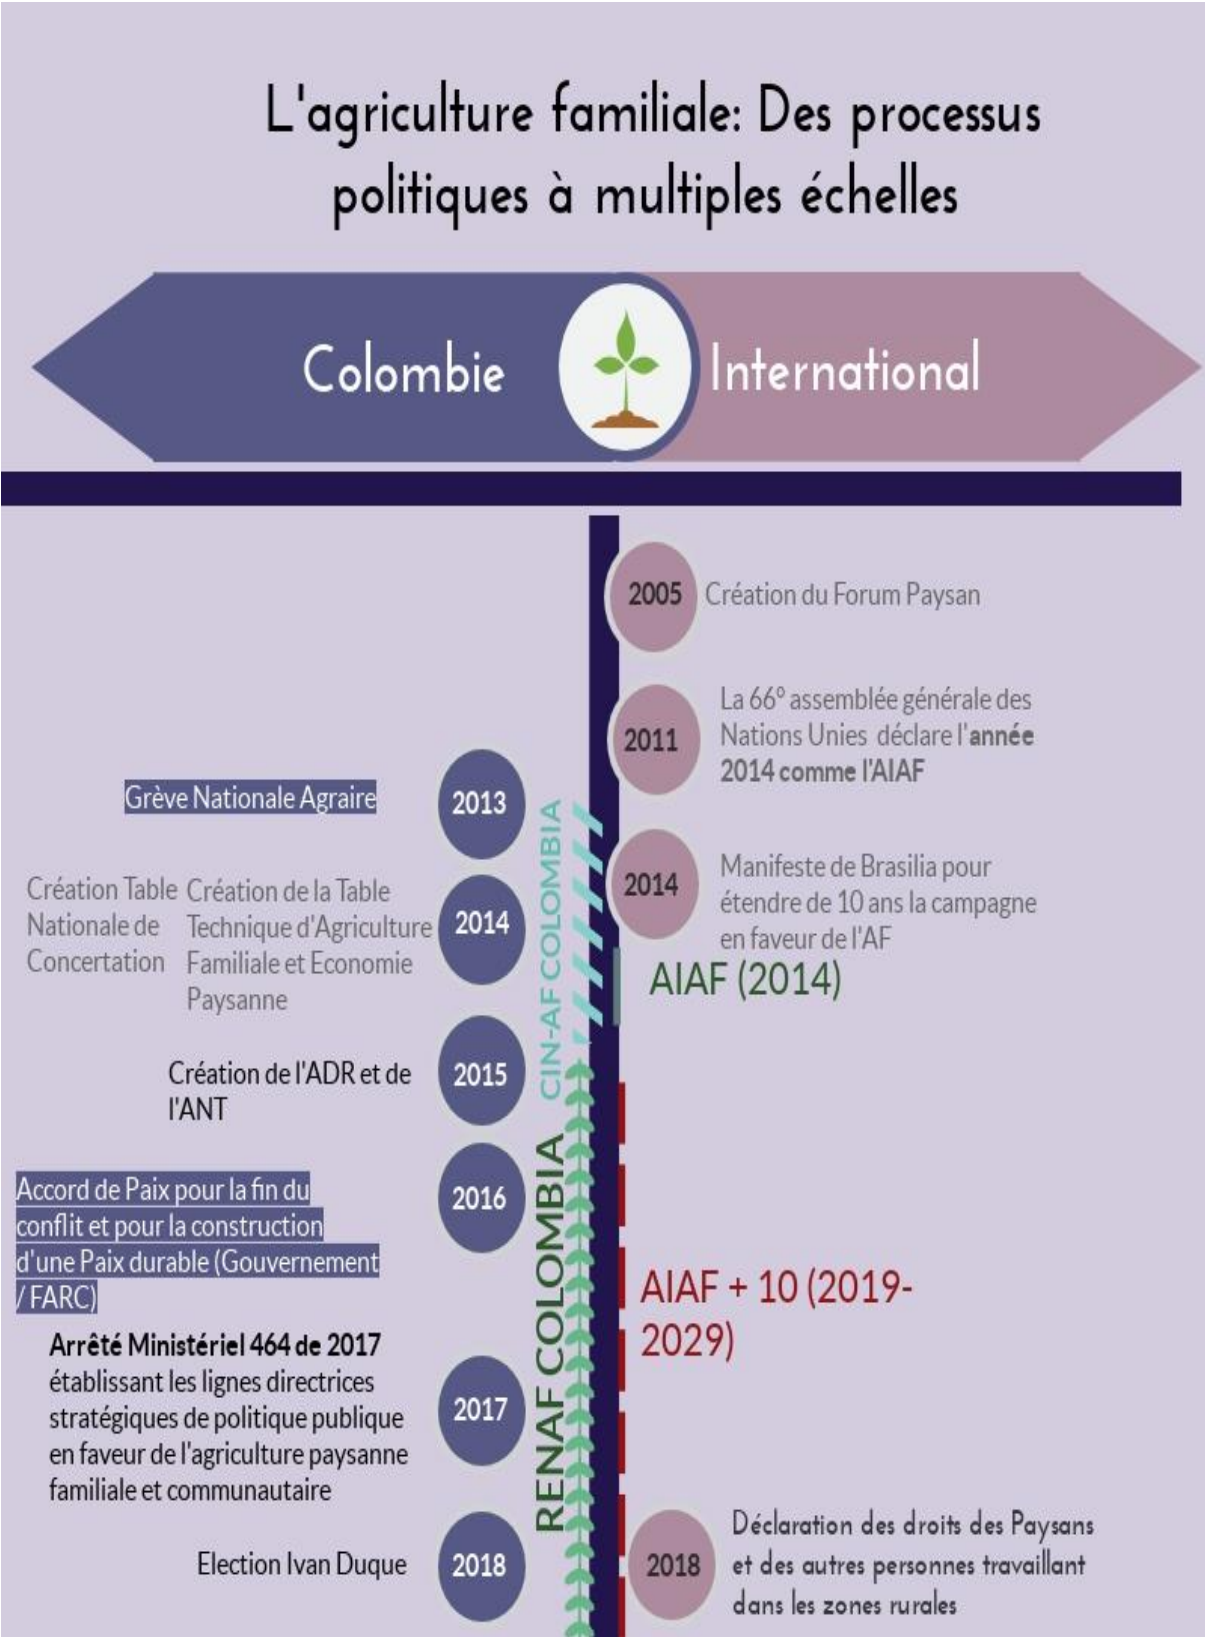 L'agriculture familiale: Des processus
politiques à multiples échelles
Colombie
International
2005
Création du Forum Paysan
2011
La 66º assemblée générale des
Nations Unies déclare l'année
2014 comme l'AIAF
Grève Nationale Agraire
2013
2014
Manifeste de Brasilia pour
étendre de 10 ans la campagne
en faveur de l'AF
AIAF (2014)
Création Table
Nationale de
Concertation
Création de la Table
Technique d'Agriculture
Familiale et Economie
Paysanne
2014
CIN-AF COLOMBIA
Création de l'ADR et de
l'ANT
2015
Accord de Paix pour la fin du
conflit et pour la construction
d'une Paix durable (Gouvernement
/ FARC)
2016
RENAF COLOMBIA
AIAF + 10 (2019-
2029)
Arrêté Ministériel 464 de 2017
établissant les lignes directrices
stratégiques de politique publique
en faveur de l'agriculture paysanne
familiale et communautaire
2017
Election Ivan Duque
2018
2018
Déclaration des droits des Paysans
et des autres personnes travaillant
dans les zones rurales